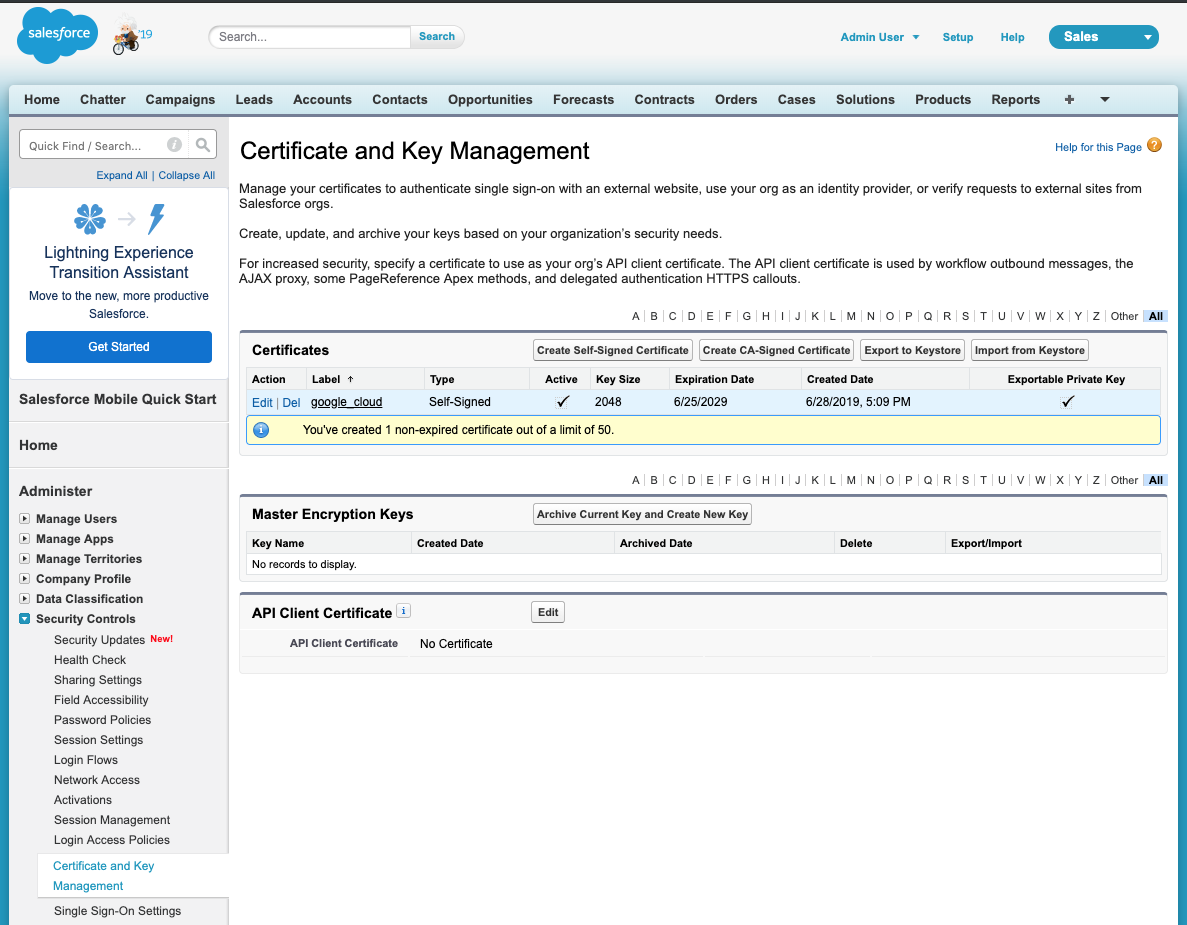 salesforce
'19
Search...
Search
Admin User
Setup
Help
Sales
Home Chatter Campaigns Leads Accounts Contacts Opportunities Forecasts Contracts Orders Cases Solutions Products Reports +
Quick Find / Search...
i
Expand All | Collapse All
Lightning Experience
Transition Assistant
Move to the new, more productive
Salesforce.
Get Started
Salesforce Mobile Quick Start
Home
Administer
Manage Users
Manage Apps
Manage Territories
Company Profile
Data Classification
Security Controls
Security Updates New!
Health Check
Sharing Settings
Field Accessibility
Password Policies
Session Settings
Login Flows
Network Access
Activations
Session Management
Login Access Policies
Certificate and Key
Management
Single Sign-On Settings
Certificate and Key Management
Help for this Page ?
Manage your certificates to authenticate single sign-on with an external website, use your org as an identity provider, or verify requests to external sites from
Salesforce orgs.
Create, update, and archive your keys based on your organization's security needs.
For increased security, specify a certificate to use as your org's API client certificate. The API client certificate is used by workflow outbound messages, the
AJAX proxy, some PageReference Apex methods, and delegated authentication HTTPS callouts.
A | B | C | D | E | F | G | H | I | J | K | L | M | N | O | P | Q | R | S | T | U | V | W | X | Y | Z | Other | All
Certificates
Create Self-Signed Certificate
Create CA-Signed Certificate
Export to Keystore
Import from Keystore
Action Label ↑ Type Active Key Size Expiration Date Created Date Exportable Private Key
Edit | Del google_cloud Self-Signed ✓ 2048 6/25/2029 6/28/2019, 5:09 PM ✓
i You've created 1 non-expired certificate out of a limit of 50.
A | B | C | D | E | F | G | H | I | J | K | L | M | N | O | P | Q | R | S | T | U | V | W | X | Y | Z | Other | All
Master Encryption Keys
Archive Current Key and Create New Key
Key Name Created Date Archived Date Delete Export/Import
No records to display.
API Client Certificate i
Edit
API Client Certificate No Certificate